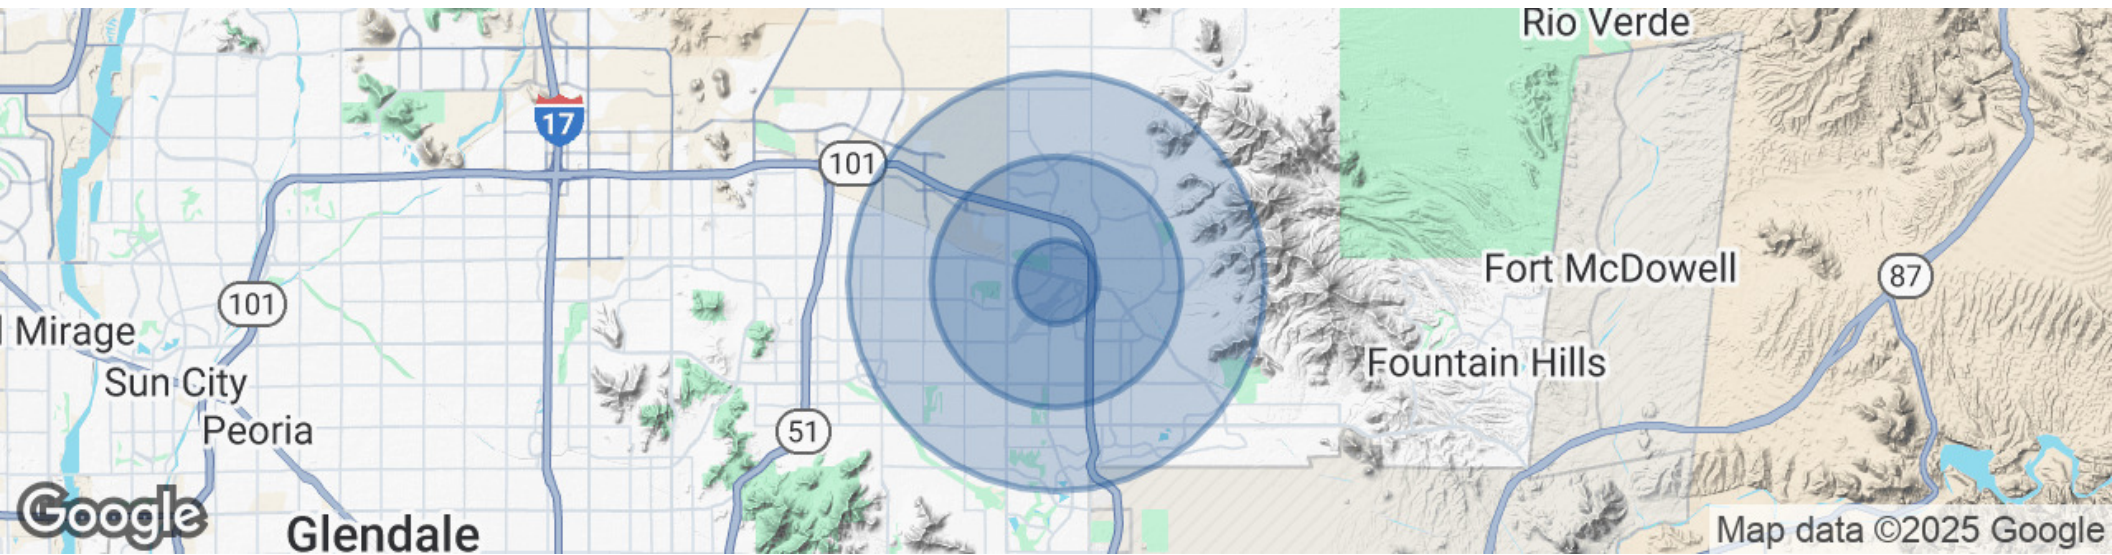 Rio Verde
17
101
Fort McDowell
87
101
Mirage
Fountain Hills
Sun City
Peoria
51
Google
Glendale
Map data ©2025 Google